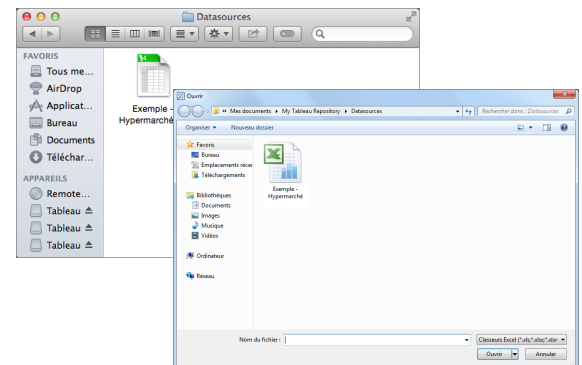 Datasources
FAVORIS
Tous me...
AirDrop
Applicat...
Bureau
Documents
Téléchar...
APPAREILS
Remote...
Tableau
Tableau
Tableau
Exemple -
Hypermarché
Ouvrir
« Mes documents ▸ My Tableau Repository ▸ Datasources
Rechercher dans : Datasources
Organiser
Nouveau dossier
Favoris
Bureau
Emplacements récen
Téléchargements
Bibliothèques
Documents
Images
Musique
Vidéos
Ordinateur
Réseau
Exemple -
Hypermarché
Nom du fichier :
Classeurs Excel (*.xls;*.xlsx;*.xlsm
Ouvrir
Annuler